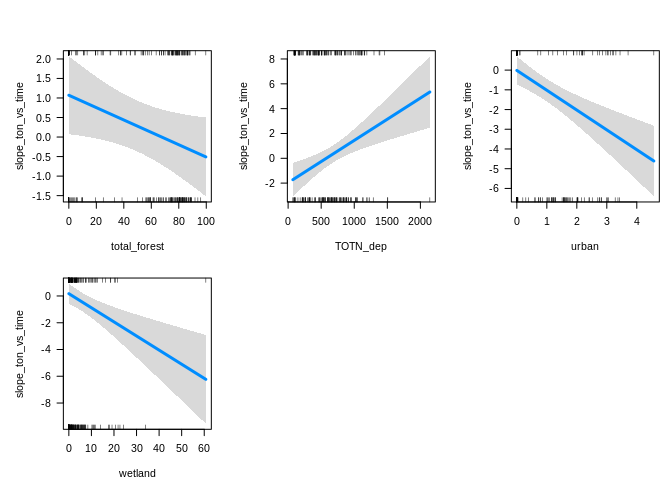 slope_ton_vs_time
2.0
1.5
1.0
0.5
0.0
-0.5
-1.0
-1.5
0 20 40 60 80 100
total_forest
slope_ton_vs_time
8
6
4
2
0
-2
0 500 1000 1500 2000
TOTN_dep
slope_ton_vs_time
0
-1
-2
-3
-4
-5
-6
0 1 2 3 4
urban
slope_ton_vs_time
0
-2
-4
-6
-8
0 10 20 30 40 50 60
wetland